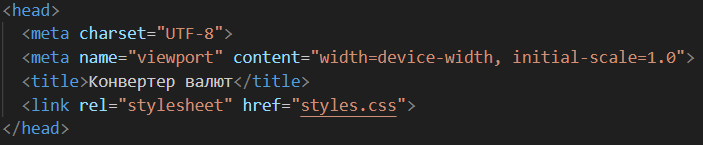 <head>
<meta charset="UTF-8">
<meta name="viewport" content="width=device-width, initial-scale=1.0">
<title>Конвертер валют</title>
<link rel="stylesheet" href="styles.css">
</head>